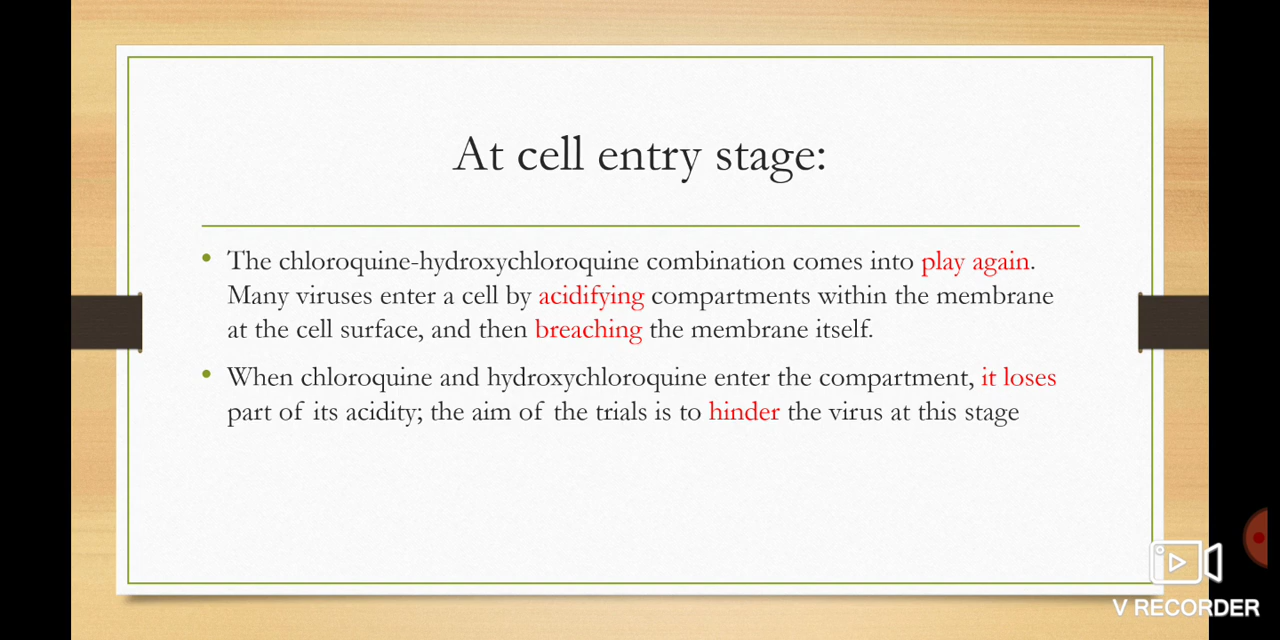 At cell entry stage:
• The chloroquine-hydroxychloroquine combination comes into play again.
Many viruses enter a cell by acidifying compartments within the membrane
at the cell surface, and then breaching the membrane itself.
• When chloroquine and hydroxychloroquine enter the compartment, it loses
part of its acidity; the aim of the trials is to hinder the virus at this stage
V RECORDER